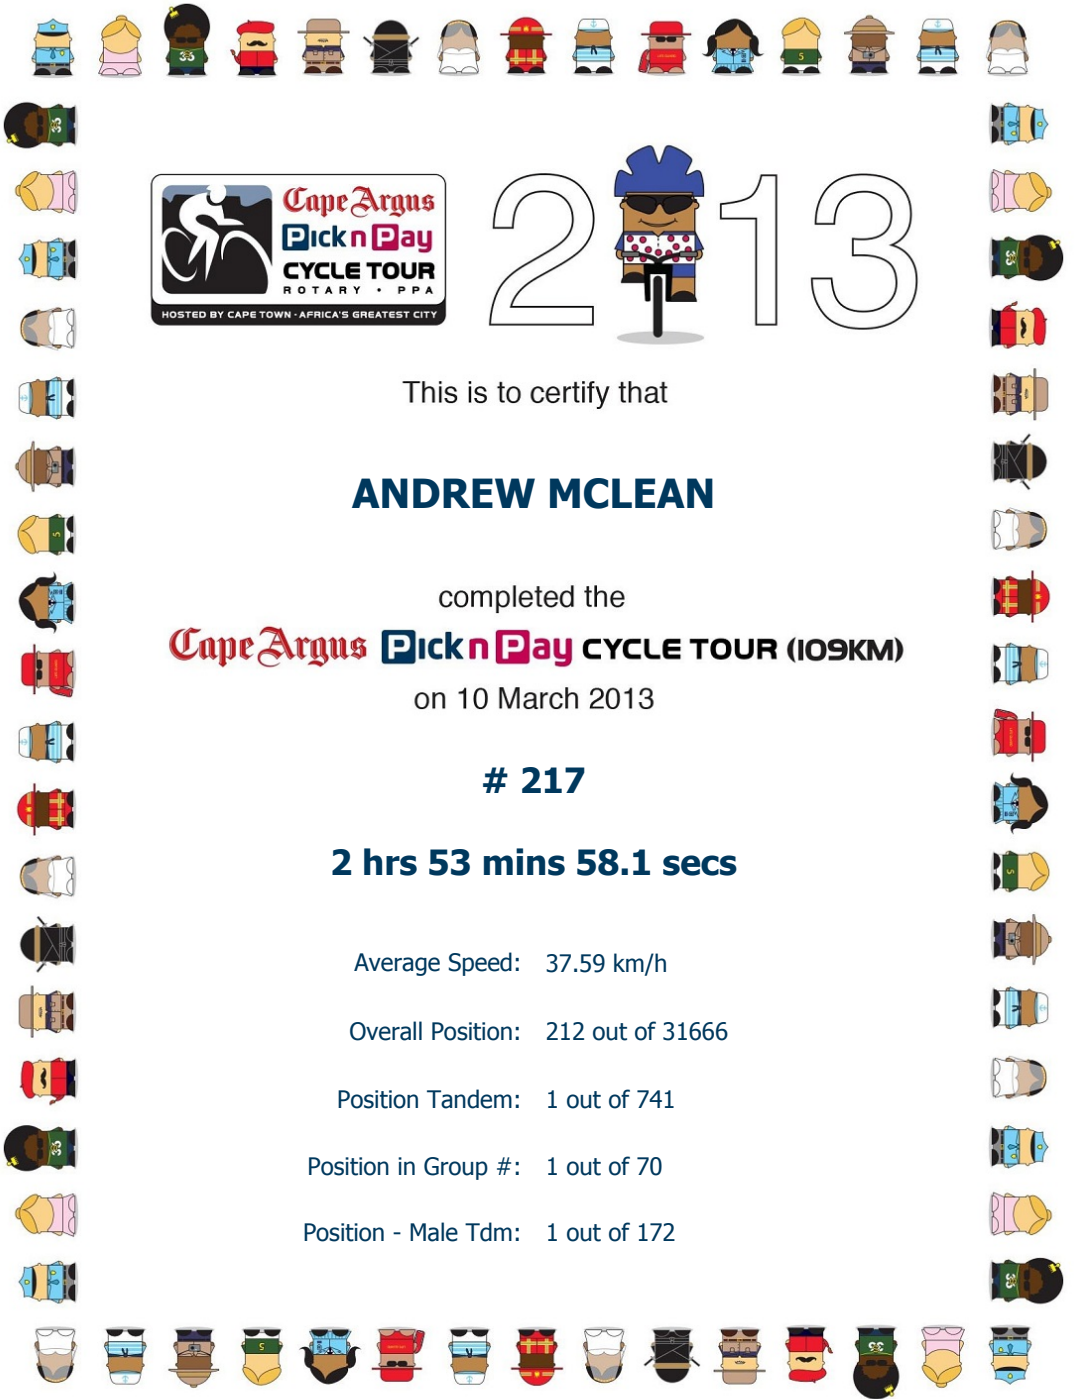 Cape Argus
Pick n Pay
CYCLE TOUR
ROTARY • PPA
HOSTED BY CAPE TOWN - AFRICA'S GREATEST CITY
2 13
This is to certify that
ANDREW MCLEAN
completed the
Cape Argus Pick n Pay CYCLE TOUR (109KM)
on 10 March 2013
# 217
2 hrs 53 mins 58.1 secs
Average Speed: 37.59 km/h
Overall Position: 212 out of 31666
Position Tandem: 1 out of 741
Position in Group #: 1 out of 70
Position - Male Tdm: 1 out of 172